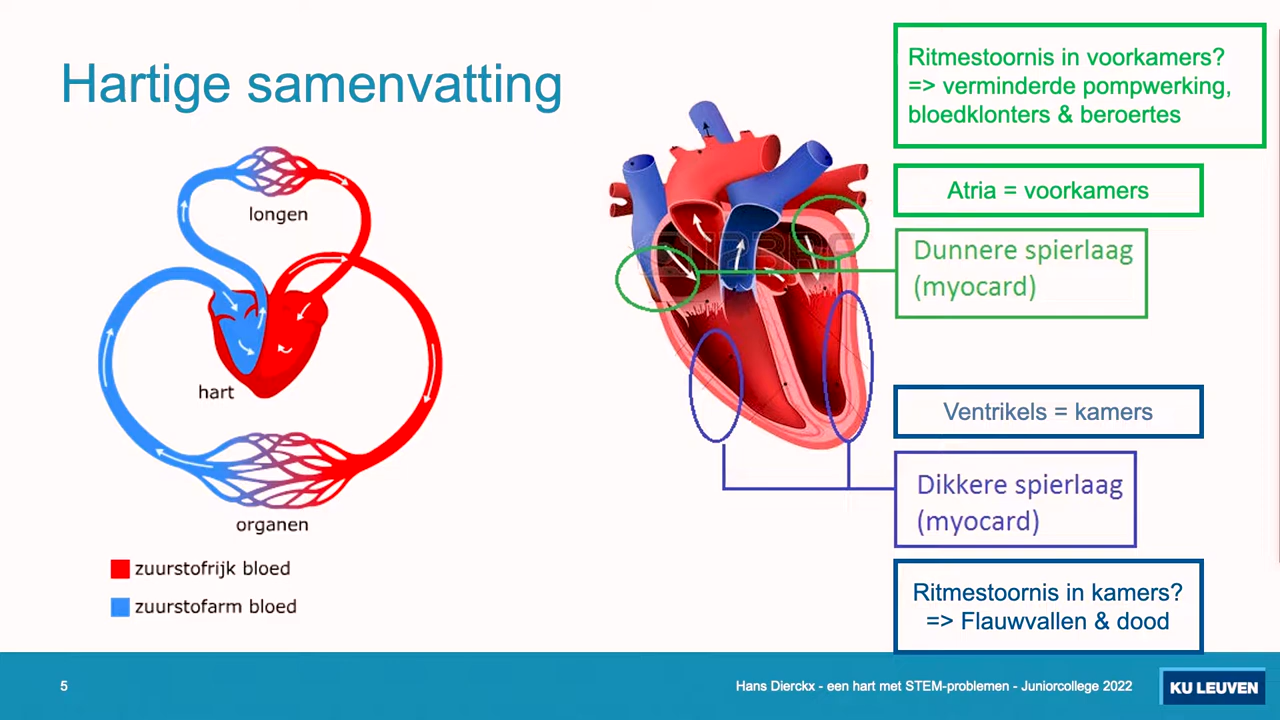 Hartige samenvatting
longen
hart
organen
zuurstofrijk bloed
zuurstofarm bloed
Ritmestoornis in voorkamers?
=> verminderde pompwerking,
bloedklonters & beroertes
Atria = voorkamers
Dunnere spierlaag
(myocard)
Ventrikels = kamers
Dikkere spierlaag
(myocard)
Ritmestoornis in kamers?
=> Flauwvallen & dood
5
Hans Dierckx - een hart met STEM-problemen - Juniorcollege 2022
KU LEUVEN